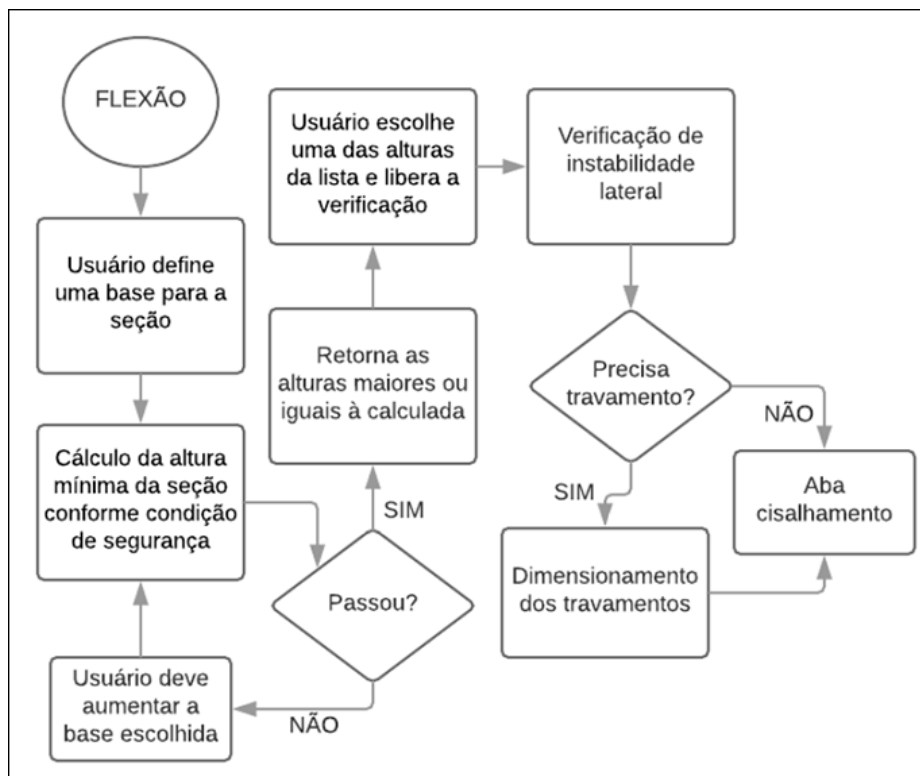 FLEXÃO
Usuário define
uma base para a
seção
Cálculo da altura
mínima da seção
conforme condição
de segurança
Passou?
NÃO
Usuário deve
aumentar a
base escolhida
SIM
Retorna as
alturas maiores ou
iguais à calculada
Usuário escolhe
uma das alturas
da lista e libera a
verificação
Verificação de
instabilidade
lateral
Precisa
travamento?
SIM
Dimensionamento
dos travamentos
NÃO
Aba
cisalhamento